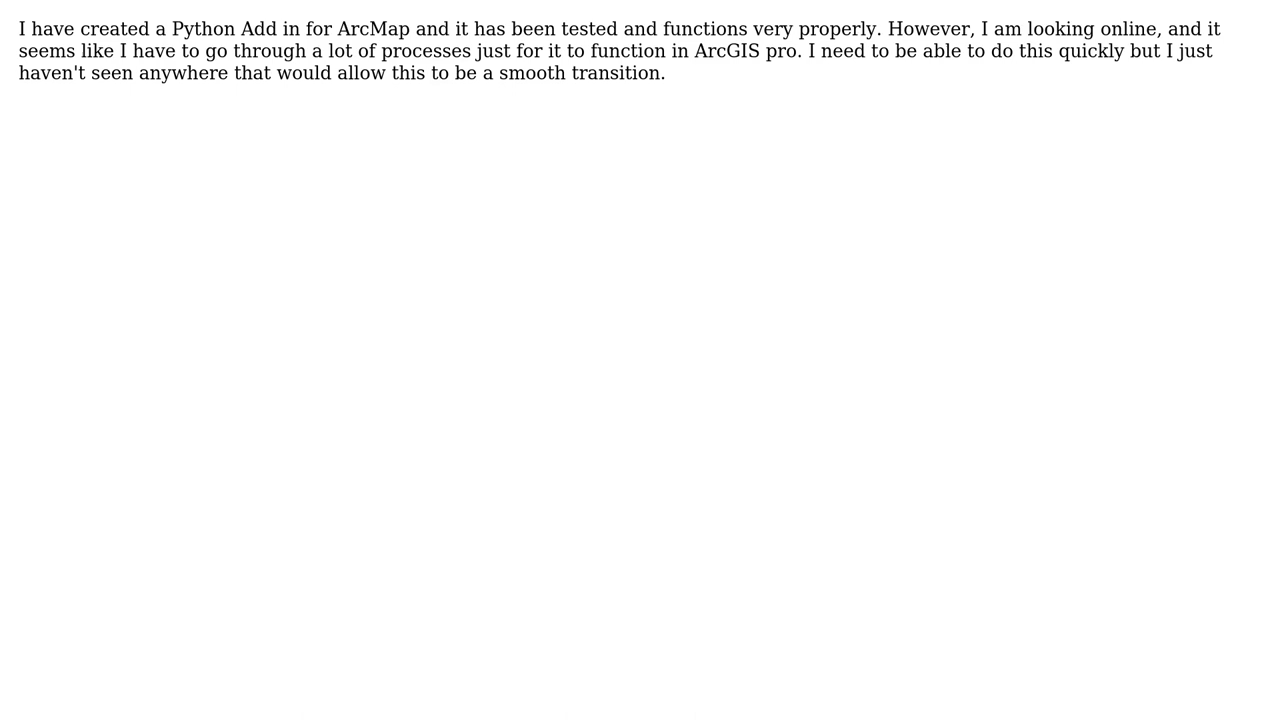 I have created a Python Add in for ArcMap and it has been tested and functions very properly. However, I am looking online, and it
seems like I have to go through a lot of processes just for it to function in ArcGIS pro. I need to be able to do this quickly but I just
haven't seen anywhere that would allow this to be a smooth transition.